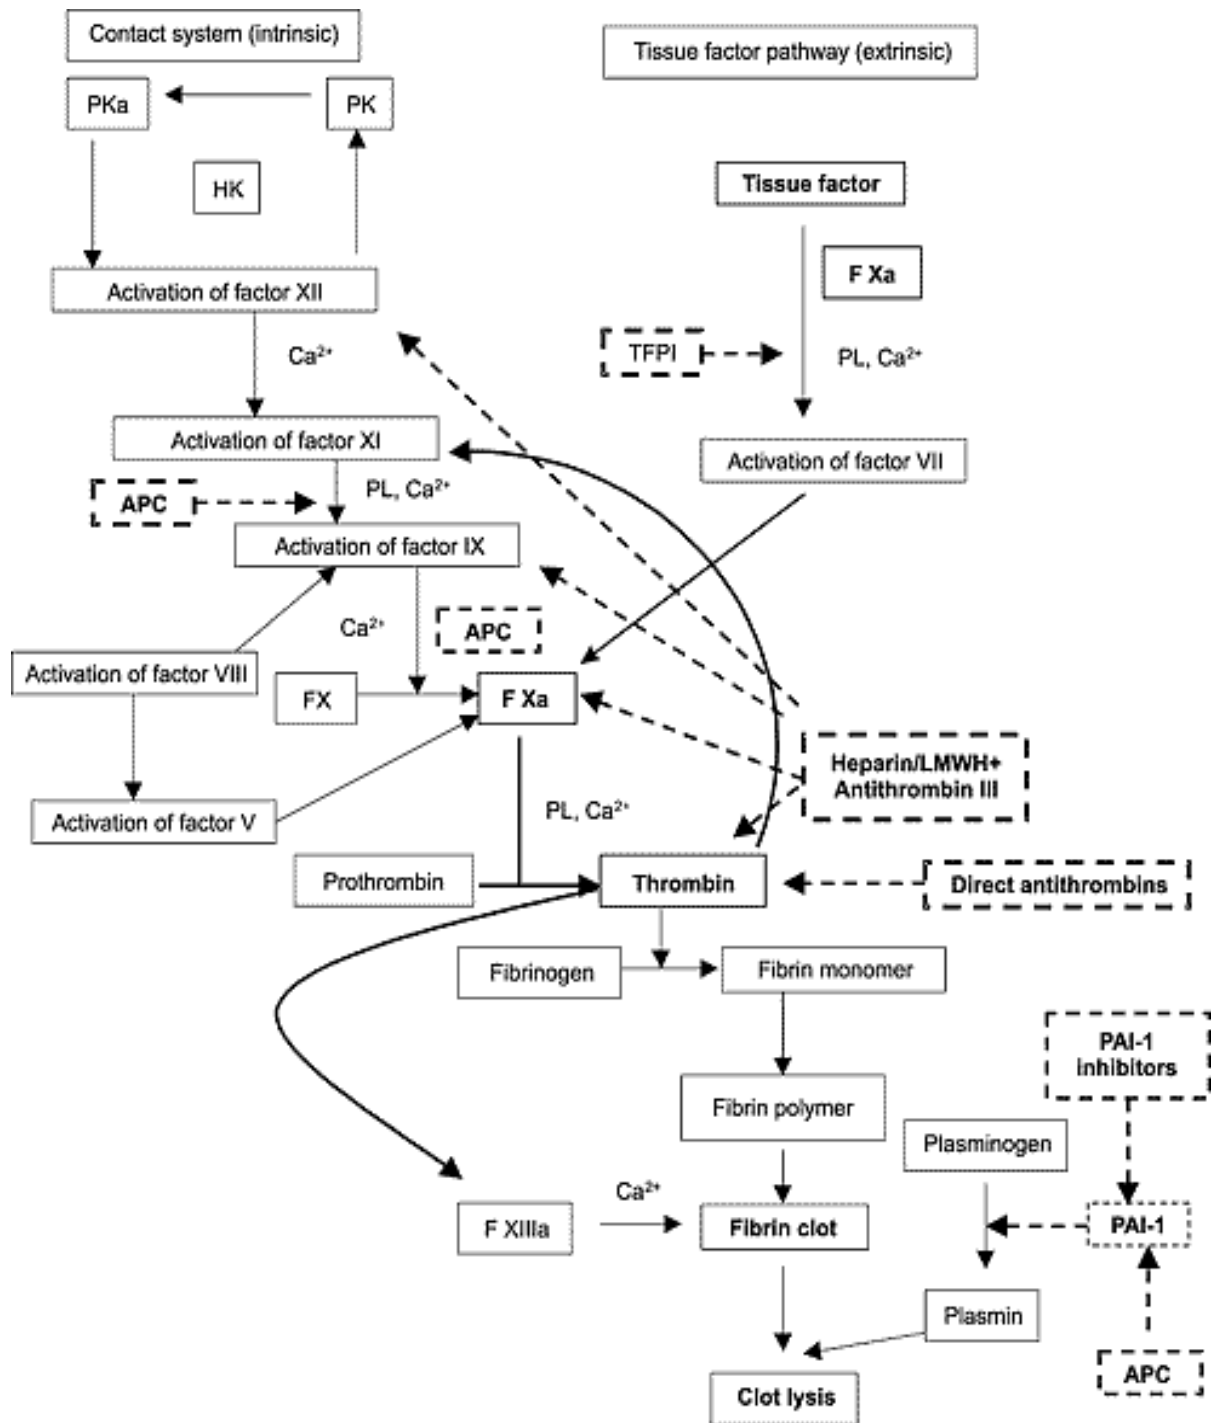 Contact system (intrinsic)
Tissue factor pathway (extrinsic)
PKa
PK
HK
Tissue factor
F Xa
Activation of factor XII
Ca²⁺
TFPI
PL, Ca²⁺
Activation of factor XI
Activation of factor VII
APC
PL, Ca²⁺
Activation of factor IX
Ca²⁺
APC
Activation of factor VIII
FX
F Xa
Heparin/LMWH+
Antithrombin III
Activation of factor V
PL, Ca²⁺
Prothrombin
Thrombin
Direct antithrombins
Fibrinogen
Fibrin monomer
PAI-1
inhibitors
Fibrin polymer
Plasminogen
Ca²⁺
F XIIIa
Fibrin clot
PAI-1
Plasmin
APC
Clot lysis